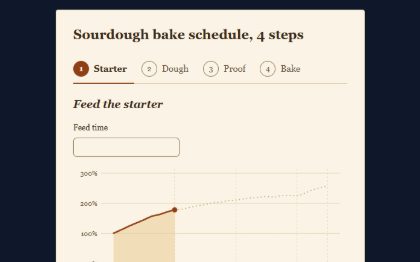 Sourdough bake schedule, 4 steps
1 Starter 2 Dough 3 Proof 4 Bake
Feed the starter
Feed time
300%
200%
100%